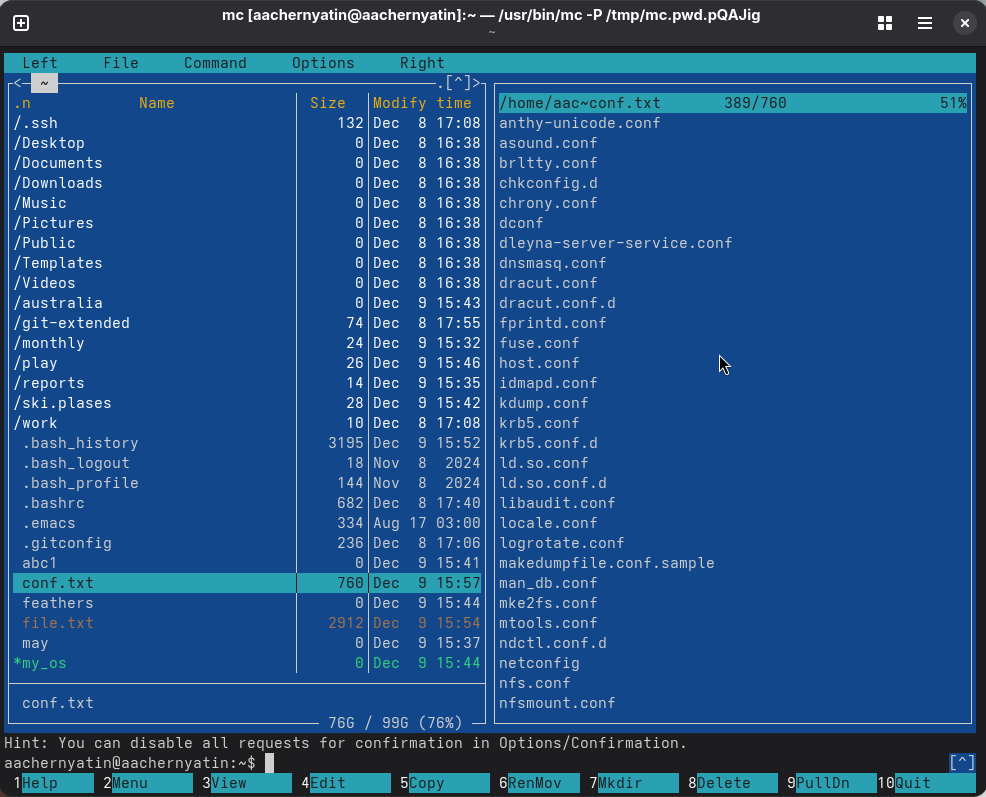 mc [aachernyatin@aachernyatin]:~ — /usr/bin/mc -P /tmp/mc.pwd.pQAJig
~
Left File Command Options Right
<─ ~ .[^]>
.n Name Size Modify time
/.ssh 132 Dec 8 17:08
/Desktop 0 Dec 8 16:38
/Documents 0 Dec 8 16:38
/Downloads 0 Dec 8 16:38
/Music 0 Dec 8 16:38
/Pictures 0 Dec 8 16:38
/Public 0 Dec 8 16:38
/Templates 0 Dec 8 16:38
/Videos 0 Dec 8 16:38
/australia 0 Dec 9 15:43
/git-extended 74 Dec 8 17:55
/monthly 24 Dec 9 15:32
/play 26 Dec 9 15:46
/reports 14 Dec 9 15:35
/ski.plases 28 Dec 9 15:42
/work 10 Dec 8 17:08
.bash_history 3195 Dec 9 15:52
.bash_logout 18 Nov 8 2024
.bash_profile 144 Nov 8 2024
.bashrc 682 Dec 8 17:40
.emacs 334 Aug 17 03:00
.gitconfig 236 Dec 8 17:06
abc1 0 Dec 9 15:41
conf.txt 760 Dec 9 15:57
feathers 0 Dec 9 15:44
file.txt 2912 Dec 9 15:54
may 0 Dec 9 15:37
*my_os 0 Dec 9 15:44
conf.txt
76G / 99G (76%)
/home/aac~conf.txt 389/760 51%
anthy-unicode.conf
asound.conf
brltty.conf
chkconfig.d
chrony.conf
dconf
dleyna-server-service.conf
dnsmasq.conf
dracut.conf
dracut.conf.d
fprintd.conf
fuse.conf
host.conf
idmapd.conf
kdump.conf
krb5.conf
krb5.conf.d
ld.so.conf
ld.so.conf.d
libaudit.conf
locale.conf
logrotate.conf
makedumpfile.conf.sample
man_db.conf
mke2fs.conf
mtools.conf
ndctl.conf.d
netconfig
nfs.conf
nfsmount.conf
Hint: You can disable all requests for confirmation in Options/Confirmation.
aachernyatin@aachernyatin:~$ [^]
1Help 2Menu 3View 4Edit 5Copy 6RenMov 7Mkdir 8Delete 9PullDn 10Quit